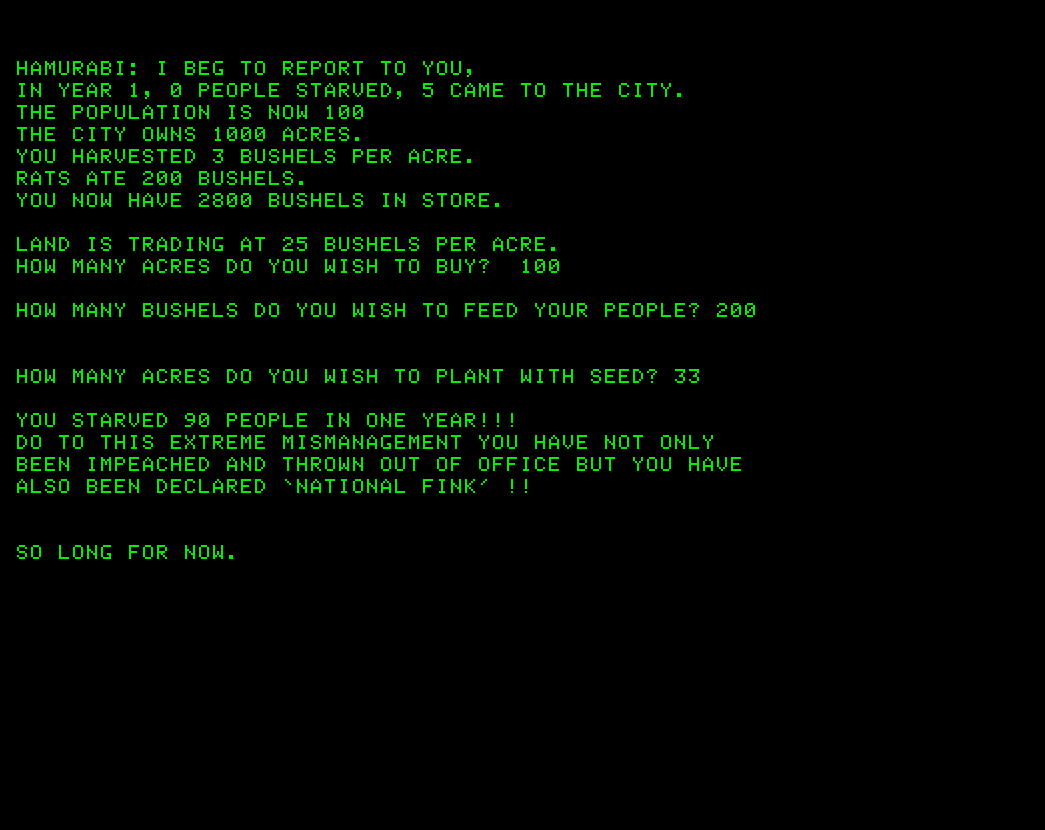 HAMURABI: I BEG TO REPORT TO YOU,
IN YEAR 1, 0 PEOPLE STARVED, 5 CAME TO THE CITY.
THE POPULATION IS NOW 100
THE CITY OWNS 1000 ACRES.
YOU HARVESTED 3 BUSHELS PER ACRE.
RATS ATE 200 BUSHELS.
YOU NOW HAVE 2800 BUSHELS IN STORE.
LAND IS TRADING AT 25 BUSHELS PER ACRE.
HOW MANY ACRES DO YOU WISH TO BUY?  100
HOW MANY BUSHELS DO YOU WISH TO FEED YOUR PEOPLE? 200
HOW MANY ACRES DO YOU WISH TO PLANT WITH SEED? 33
YOU STARVED 90 PEOPLE IN ONE YEAR!!!
DO TO THIS EXTREME MISMANAGEMENT YOU HAVE NOT ONLY
BEEN IMPEACHED AND THROWN OUT OF OFFICE BUT YOU HAVE
ALSO BEEN DECLARED `NATIONAL FINK´ !!
SO LONG FOR NOW.